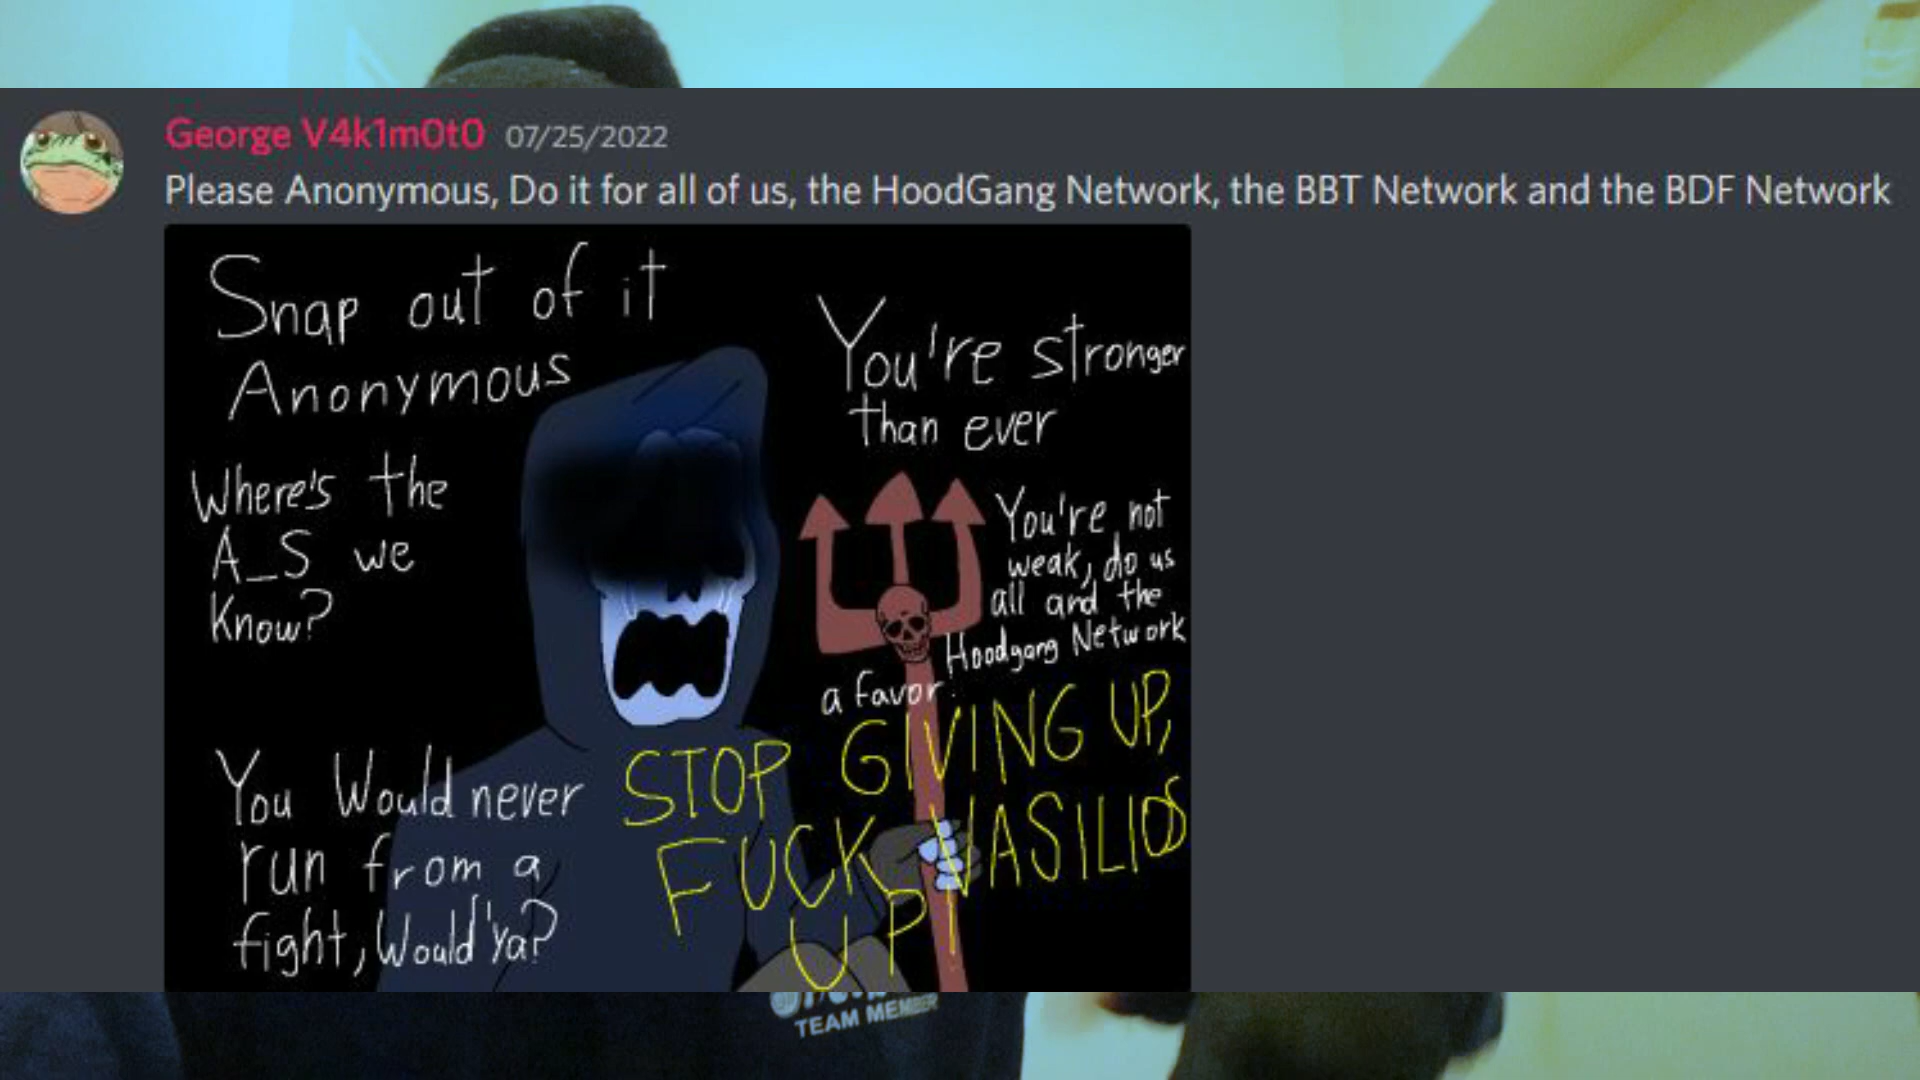 George V4k1m0t0 07/25/2022
Please Anonymous, Do it for all of us, the HoodGang Network, the BBT Network and the BDF Network
Snap out of it
Anonymous
Where's the
A_S we
know?
You Would never
run from a
fight, Would 'ya?
You're stronger
than ever
You're not
weak, do us
all and the
Hoodgang Network
a favor:
STOP GIVING UP,
FUCK VASILIOS
UP!
TEAM MEMBER